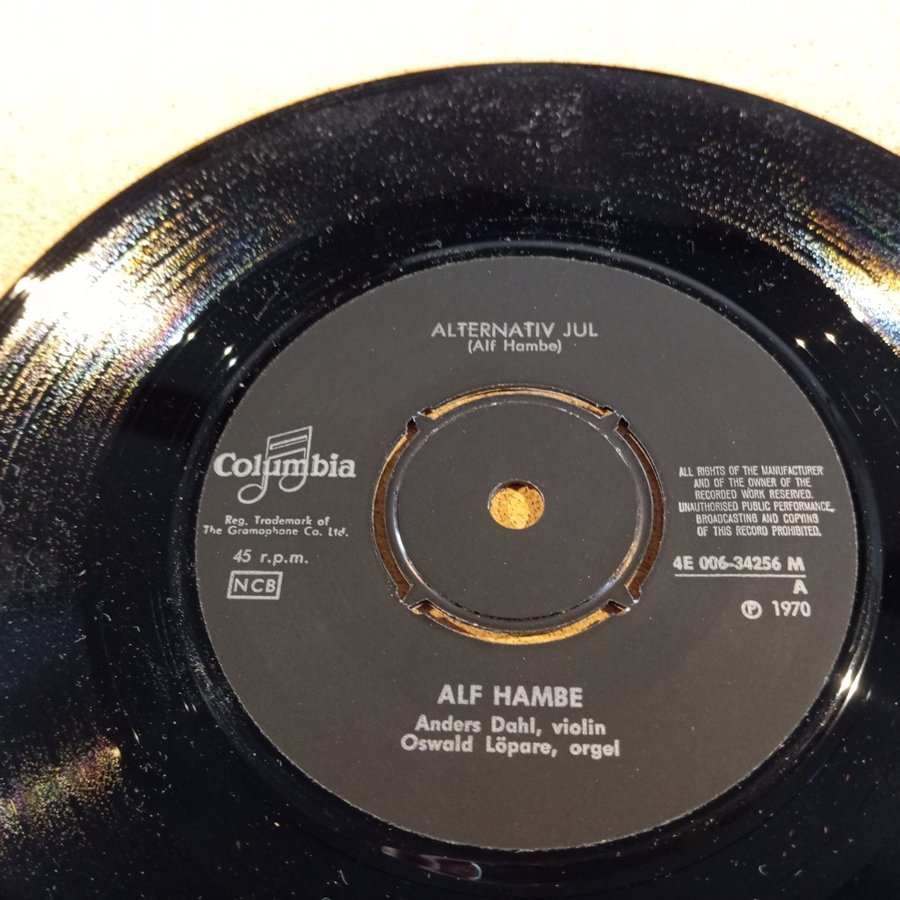 ALTERNATIV JUL
(Alf Hambe)
Columbia
Reg. Trademark of
The Gramophone Co. Ltd.
45 r.p.m.
NCB
ALL RIGHTS OF THE MANUFACTURER
AND OF THE OWNER OF THE
RECORDED WORK RESERVED.
UNAUTHORISED PUBLIC PERFORMANCE,
BROADCASTING AND COPYING
OF THIS RECORD PROHIBITED.
4E 006-34256 M
A
℗ 1970
ALF HAMBE
Anders Dahl, violin
Oswald Löpare, orgel